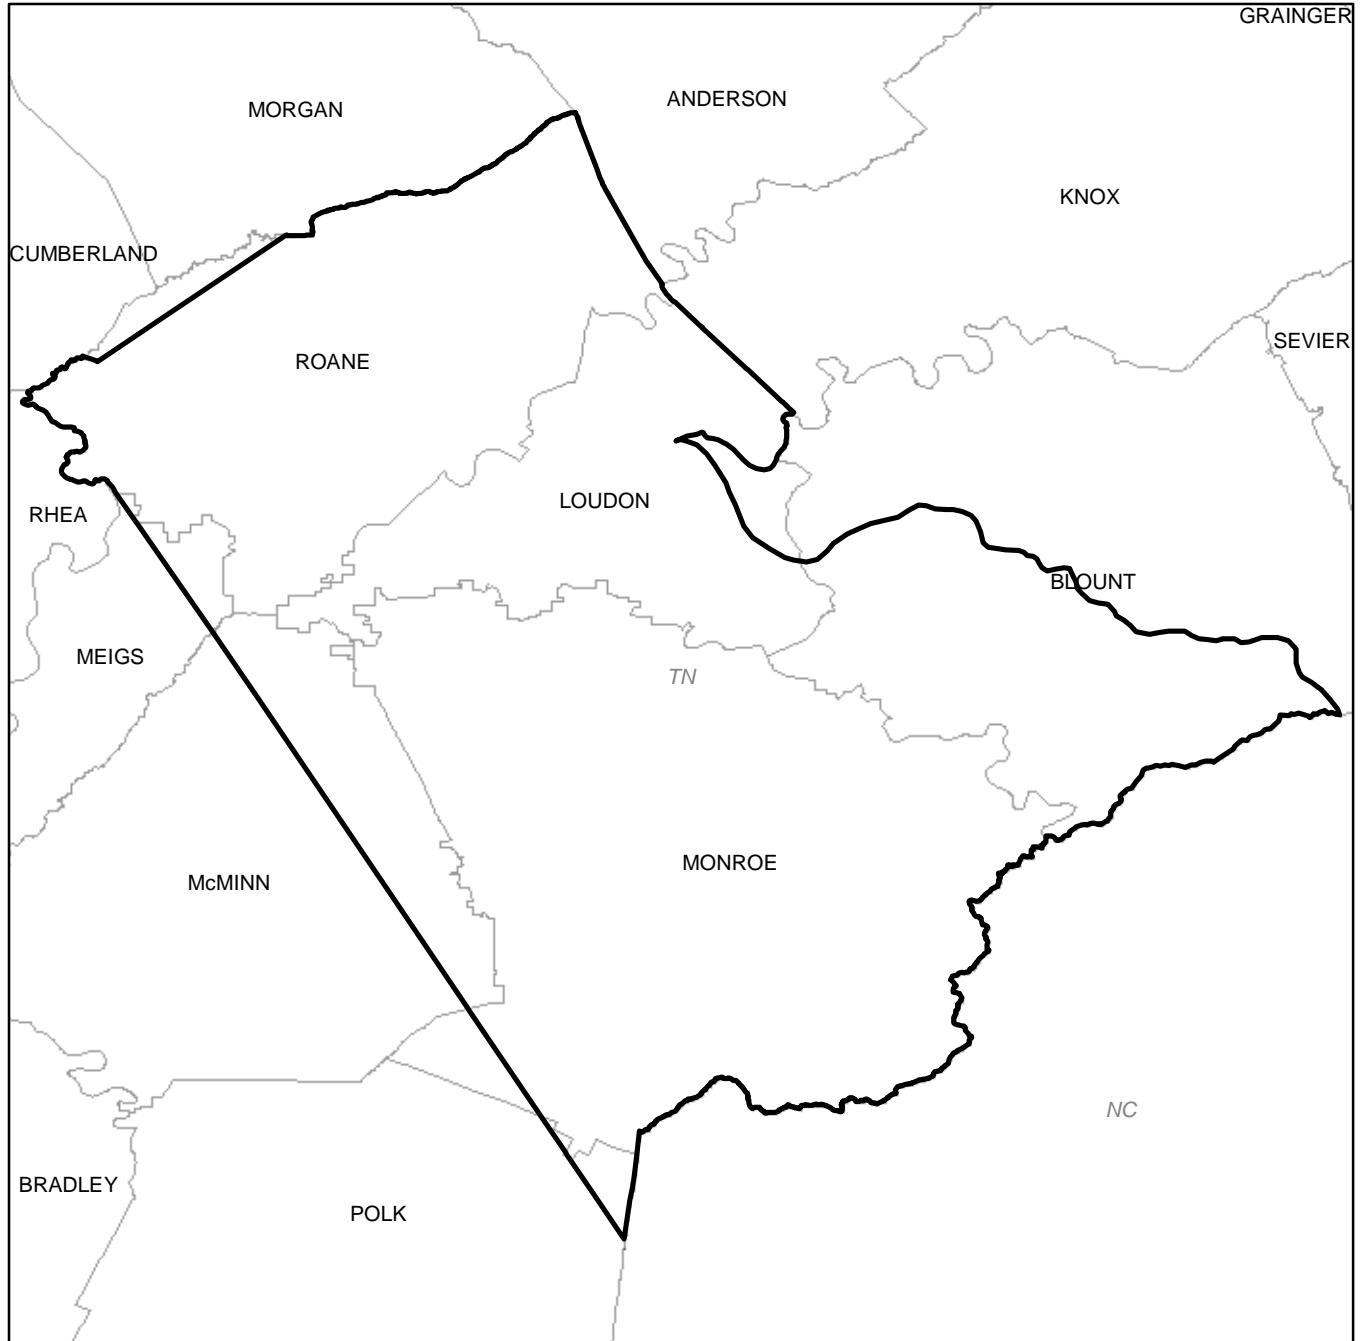 GRAINGER
ANDERSON
MORGAN
KNOX
CUMBERLAND
SEVIER
ROANE
LOUDON
RHEA
BLOUNT
MEIGS
TN
MONROE
McMINN
NC
BRADLEY
POLK